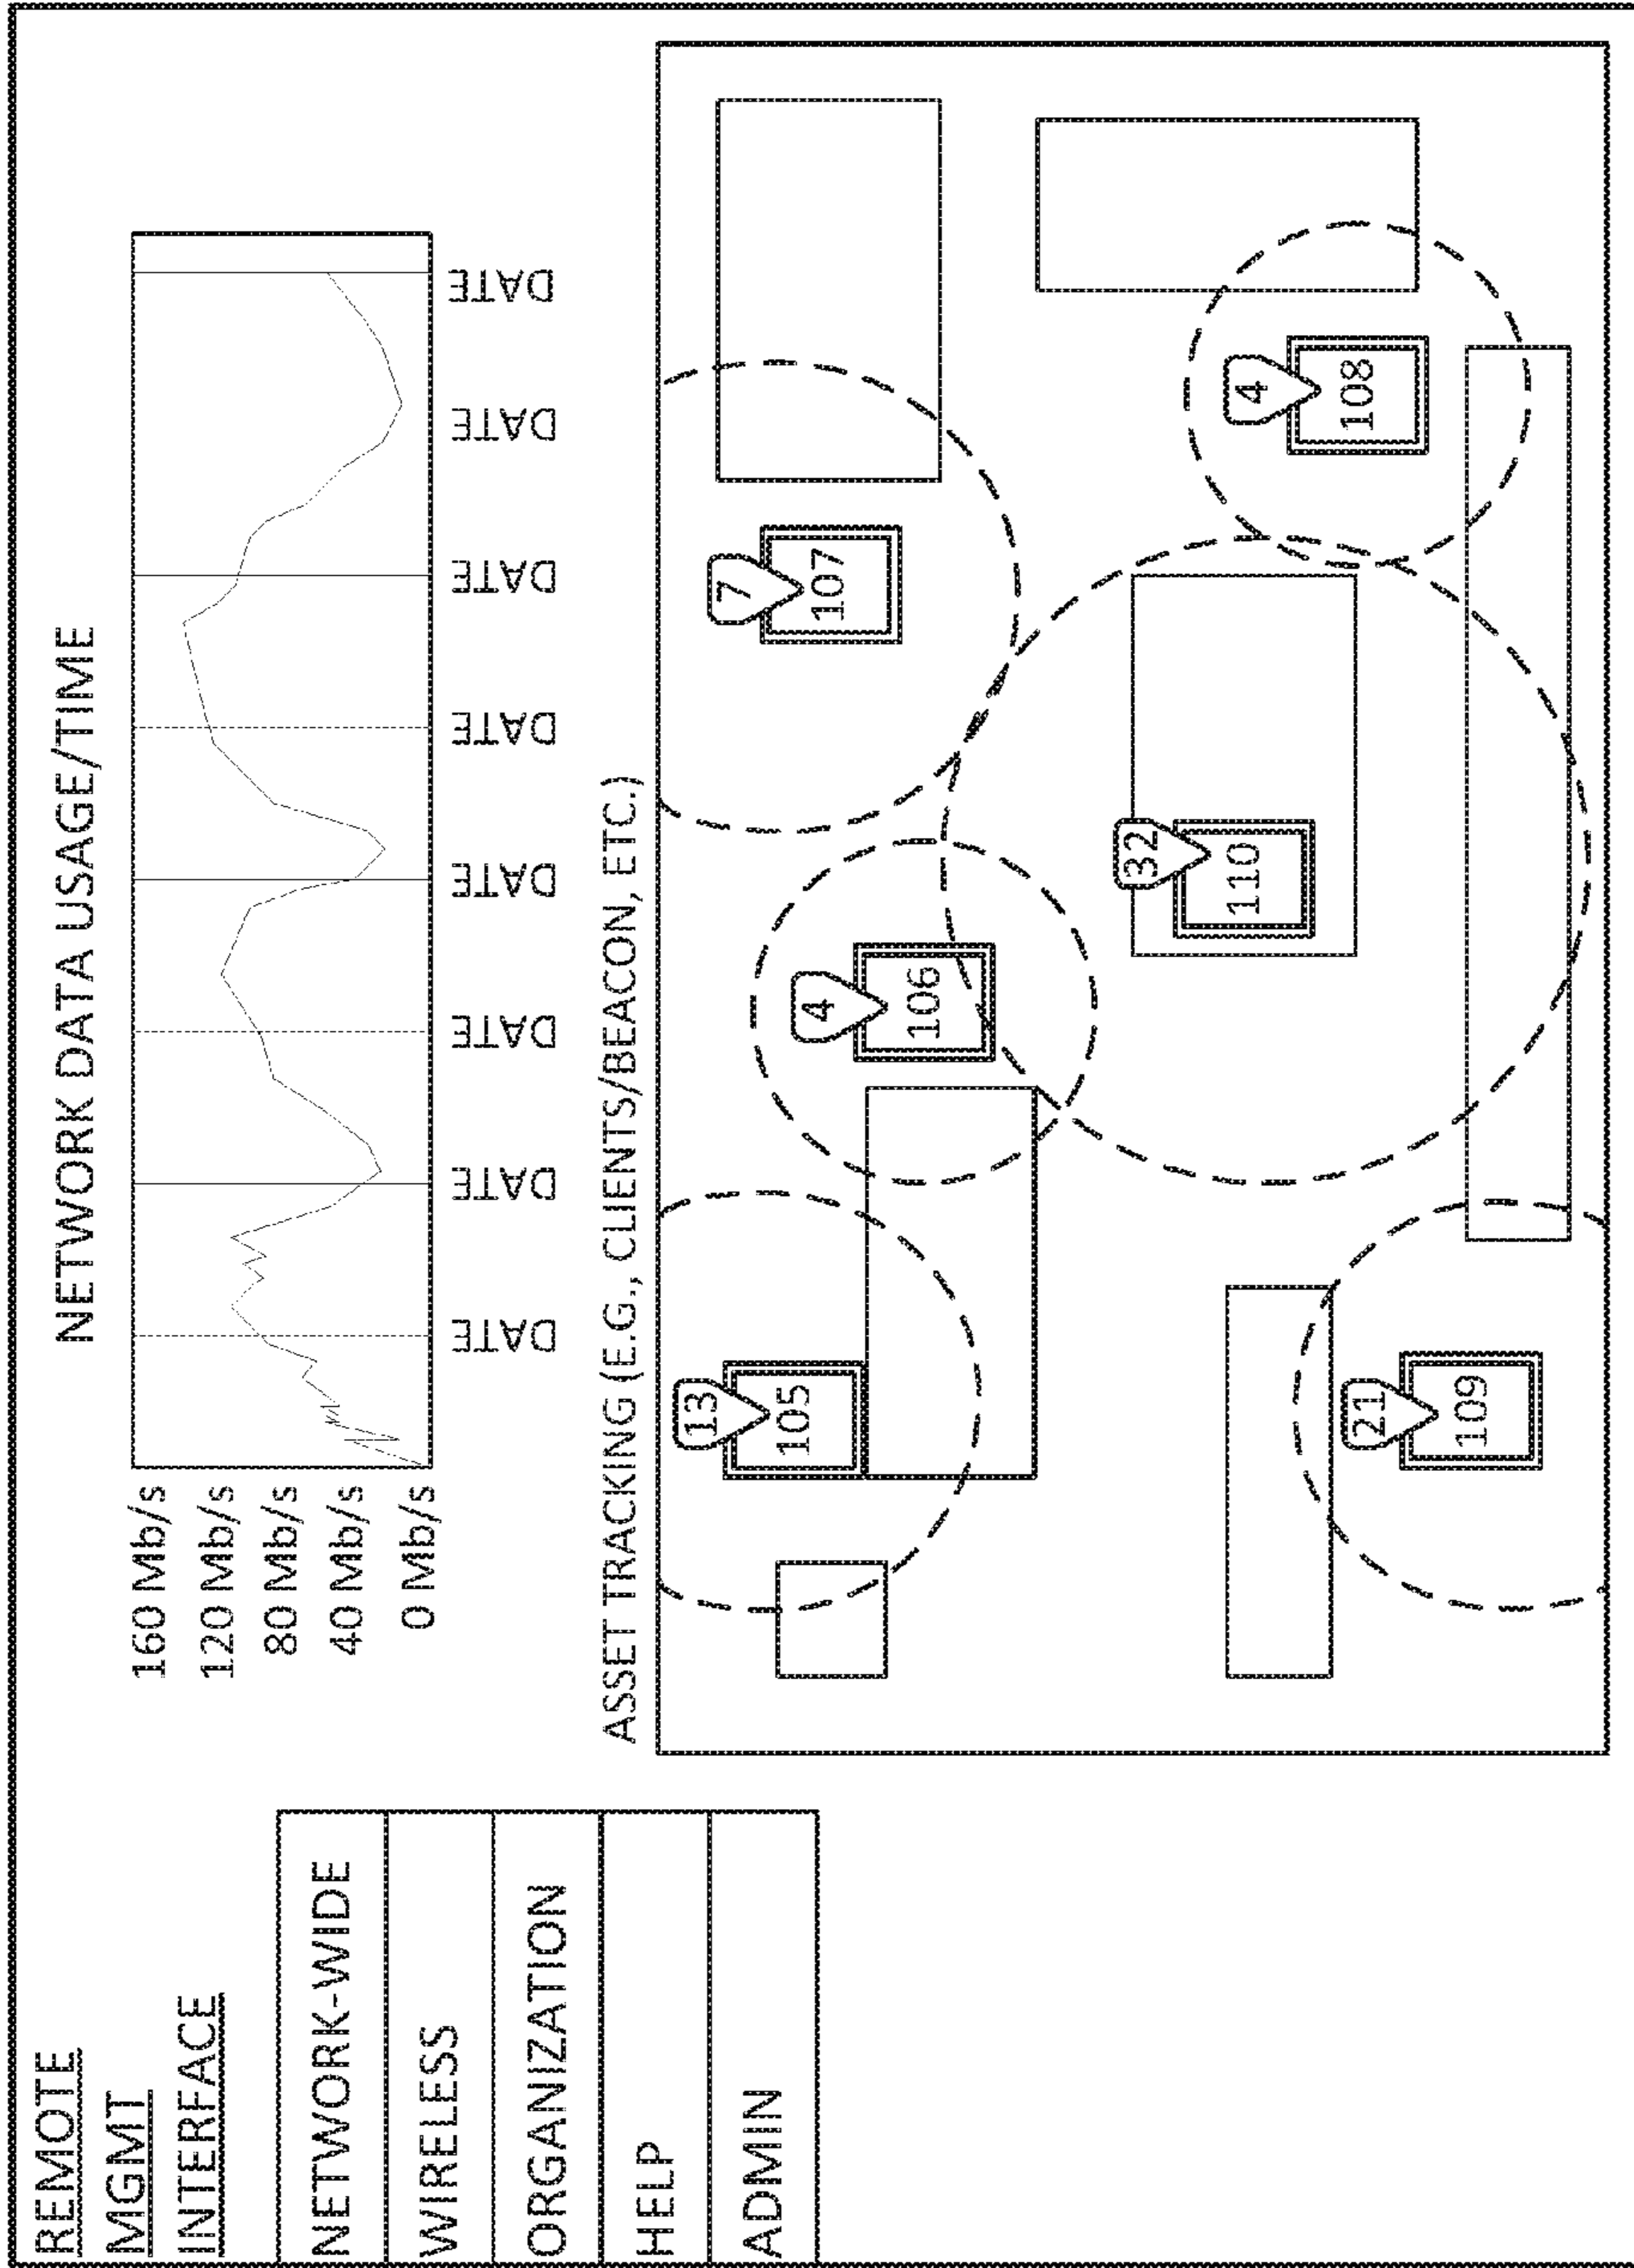 REMOTE
MGMT
INTERFACE
NETWORK-WIDE
WIRELESS
ORGANIZATION
HELP
ADMIN
NETWORK DATA USAGE/TIME
160 Mb/s
120 Mb/s
80 Mb/s
40 Mb/s
0 Mb/s
DATE
DATE
DATE
DATE
DATE
DATE
DATE
DATE
ASSET TRACKING (E.G., CLIENTS/BEACON, ETC.)
13
105
4
106
7
107
32
110
4
108
21
109